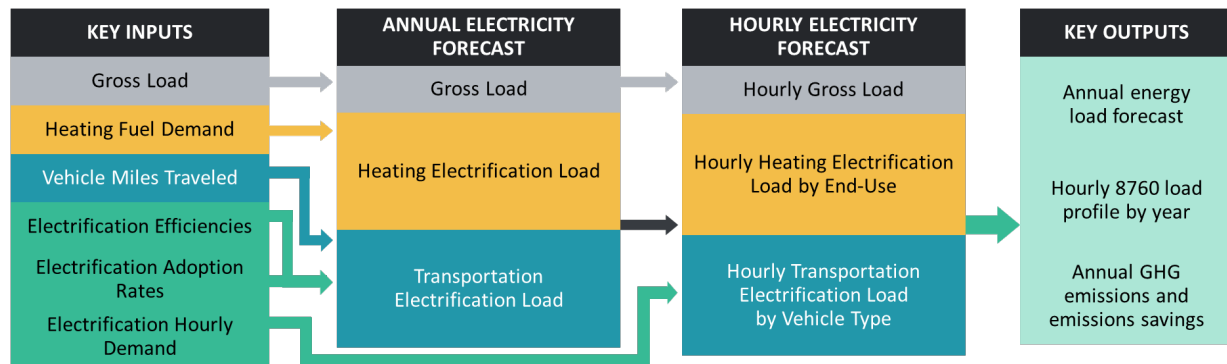 KEY INPUTS
Gross Load
Heating Fuel Demand
Vehicle Miles Traveled
Electrification Efficiencies
Electrification Adoption
Rates
Electrification Hourly
Demand
ANNUAL ELECTRICITY
FORECAST
Gross Load
Heating Electrification Load
Transportation
Electrification Load
HOURLY ELECTRICITY
FORECAST
Hourly Gross Load
Hourly Heating Electrification
Load by End-Use
Hourly Transportation
Electrification Load
by Vehicle Type
KEY OUTPUTS
Annual energy
load forecast
Hourly 8760 load
profile by year
Annual GHG
emissions and
emissions savings